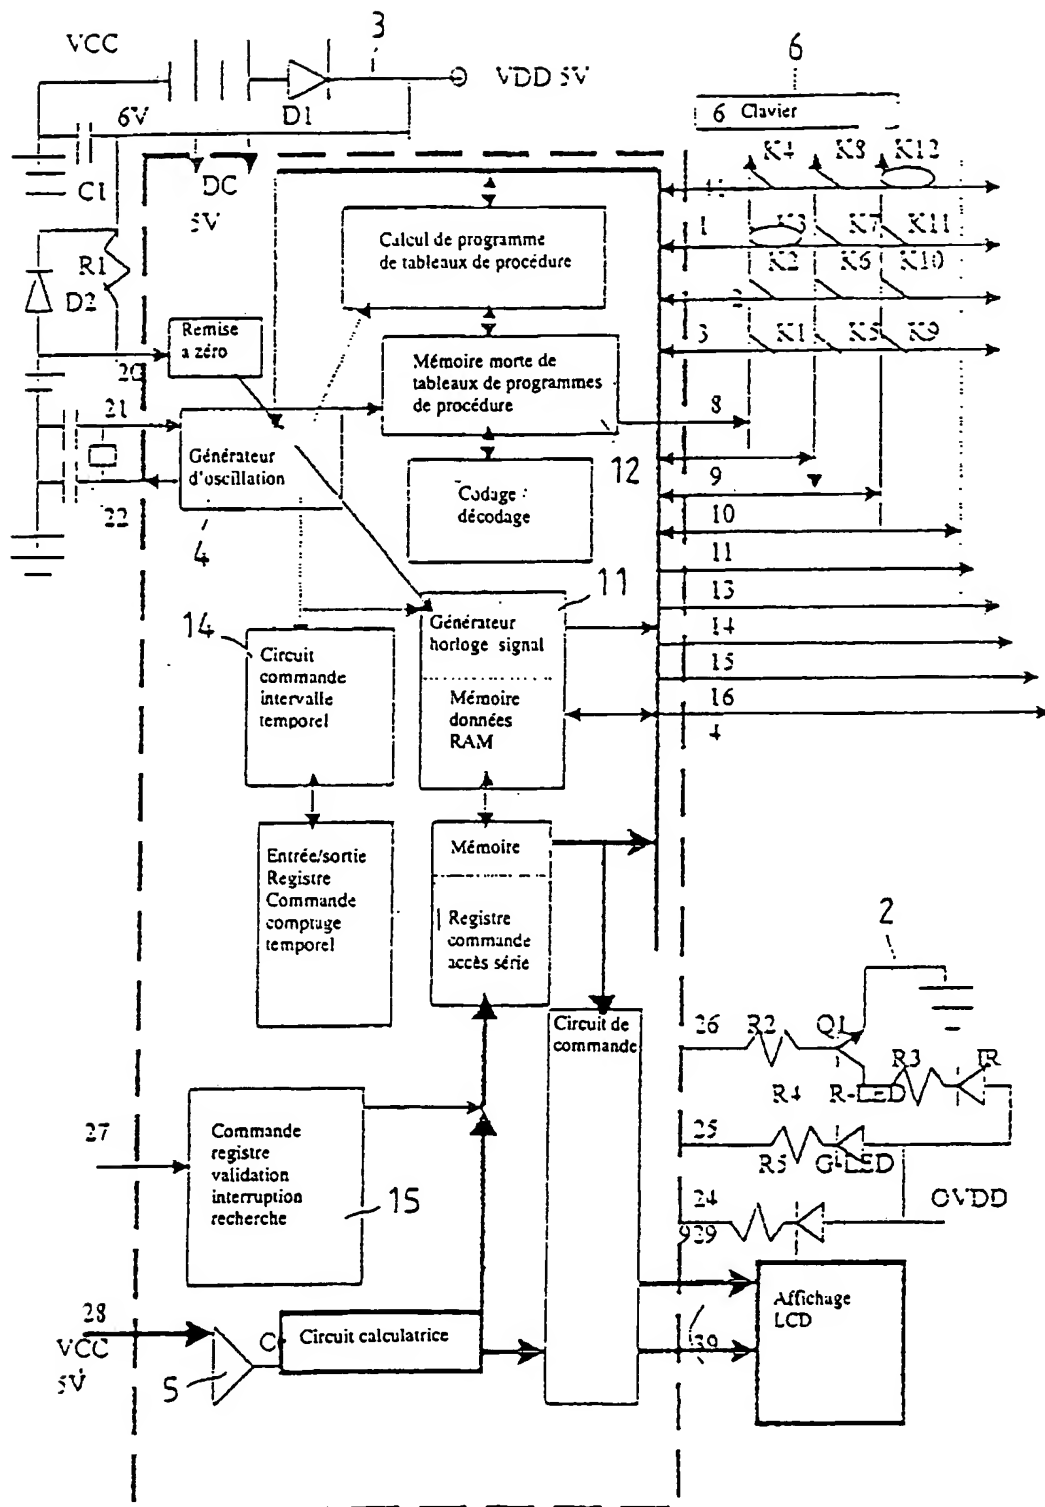 3
6
VCC
VDD 5V
D1
6V
6 Clavier
C1
DC
5V
K4
K8
K12
1
K3
K7
K11
K2
K6
K10
2
3
K1
K5
K9
Calcul de programme
de tableaux de procédure
R1
D2
Remise
a zéro
Mémoire morte de
tableaux de programmes
de procédure
20
21
22
8
9
10
11
13
14
15
16
4
Générateur
d'oscillation
4
12
Codage
décodage
11
14
Circuit
commande
intervalle
temporel
Générateur
horloge signal
Mémoire
données
RAM
Entrée/sortie
Registre
Commande
comptage
temporel
Mémoire
Registre
commande
accès série
2
Circuit de
commande
26
R2
Q1
R3
IR
R4
R-LED
25
R5
G-LED
24
OVDD
929
27
Commande
registre
validation
interruption
recherche
15
Affichage
LCD
28
VCC
5V
5
C
Circuit calculatrice
39